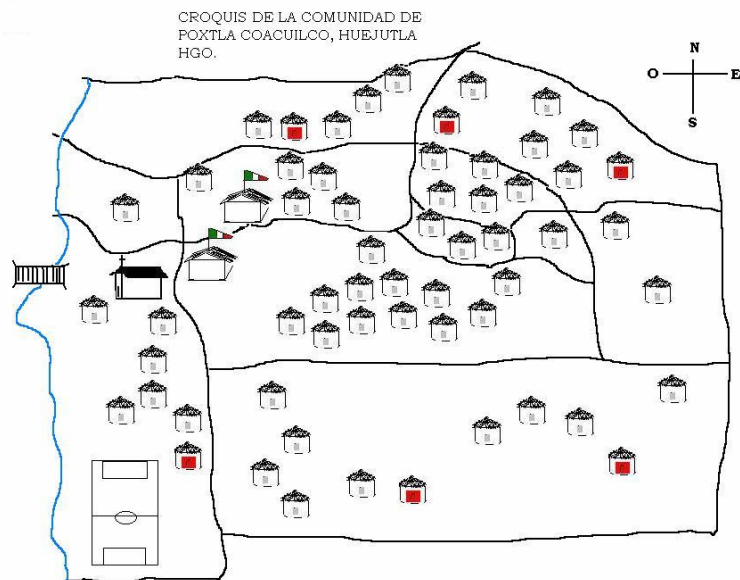 CROQUIS DE LA COMUNIDAD DE
POXTLA COACUILCO, HUEJUTLA
HGO.
N
O E
S